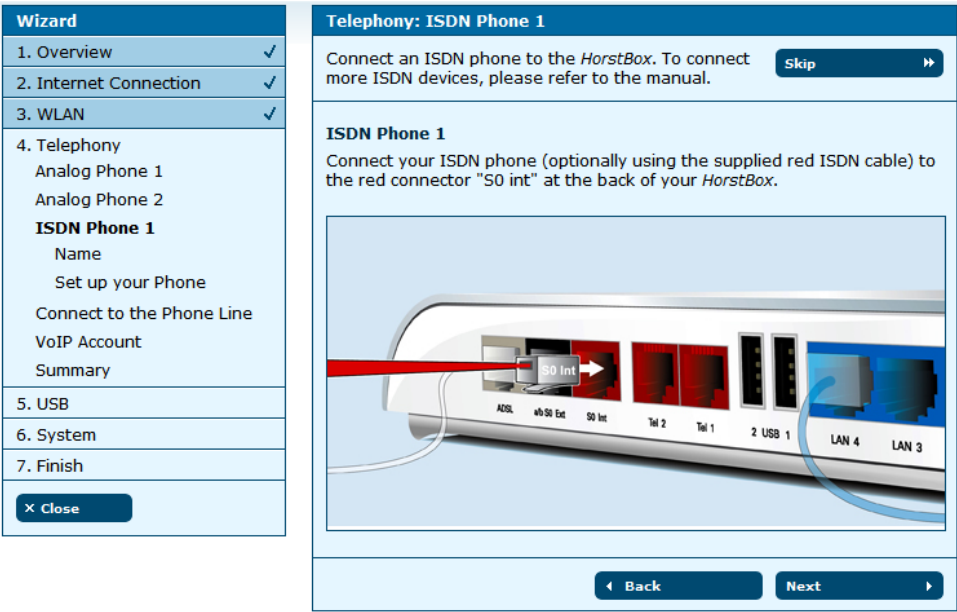 Wizard
1. Overview
2. Internet Connection
3. WLAN
4. Telephony
Analog Phone 1
Analog Phone 2
ISDN Phone 1
Name
Set up your Phone
Connect to the Phone Line
VoIP Account
Summary
5. USB
6. System
7. Finish
× Close
Telephony: ISDN Phone 1
Connect an ISDN phone to the HorstBox. To connect
more ISDN devices, please refer to the manual.
Skip
ISDN Phone 1
Connect your ISDN phone (optionally using the supplied red ISDN cable) to
the red connector "S0 int" at the back of your HorstBox.
S0 Int
ADSL
a/b S0 Ext
S0 Int
Tel 2
Tel 1
2 USB 1
LAN 4
LAN 3
Back
Next